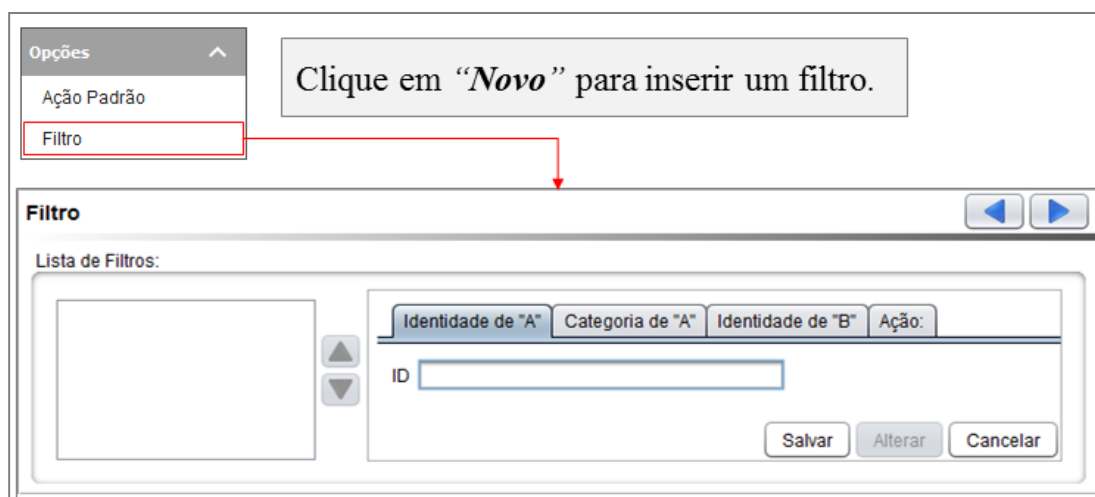 Opções
Ação Padrão
Filtro
Clique em “Novo” para inserir um filtro.
Filtro
Lista de Filtros:
Identidade de "A" Categoria de "A" Identidade de "B" Ação:
ID
Salvar Alterar Cancelar